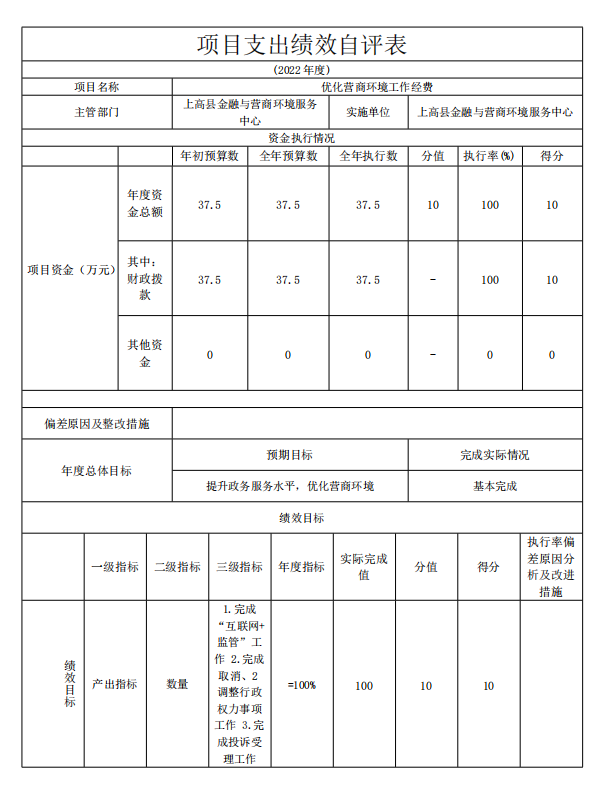 项目支出绩效自评表
(2022年度)
项目名称 优化营商环境工作经费
主管部门 上高县金融与营商环境服务中心 实施单位 上高县金融与营商环境服务中心
资金执行情况
年初预算数 全年预算数 全年执行数 分值 执行率(%) 得分
项目资金（万元）
年度资金总额 37.5 37.5 37.5 10 100 10
其中：财政拨款 37.5 37.5 37.5 - 100 10
其他资金 0 0 0 - 0 0
偏差原因及整改措施
年度总体目标
预期目标 完成实际情况
提升政务服务水平，优化营商环境 基本完成
绩效目标
一级指标 二级指标 三级指标 年度指标 实际完成值 分值 得分 执行率偏差原因分析及改进措施
绩效目标
产出指标 数量
1.完成
“互联网+
监管”工
作 2.完成
取消、2
调整行政
权力事项
工作 3.完
成投诉受
理工作
=100% 100 10 10